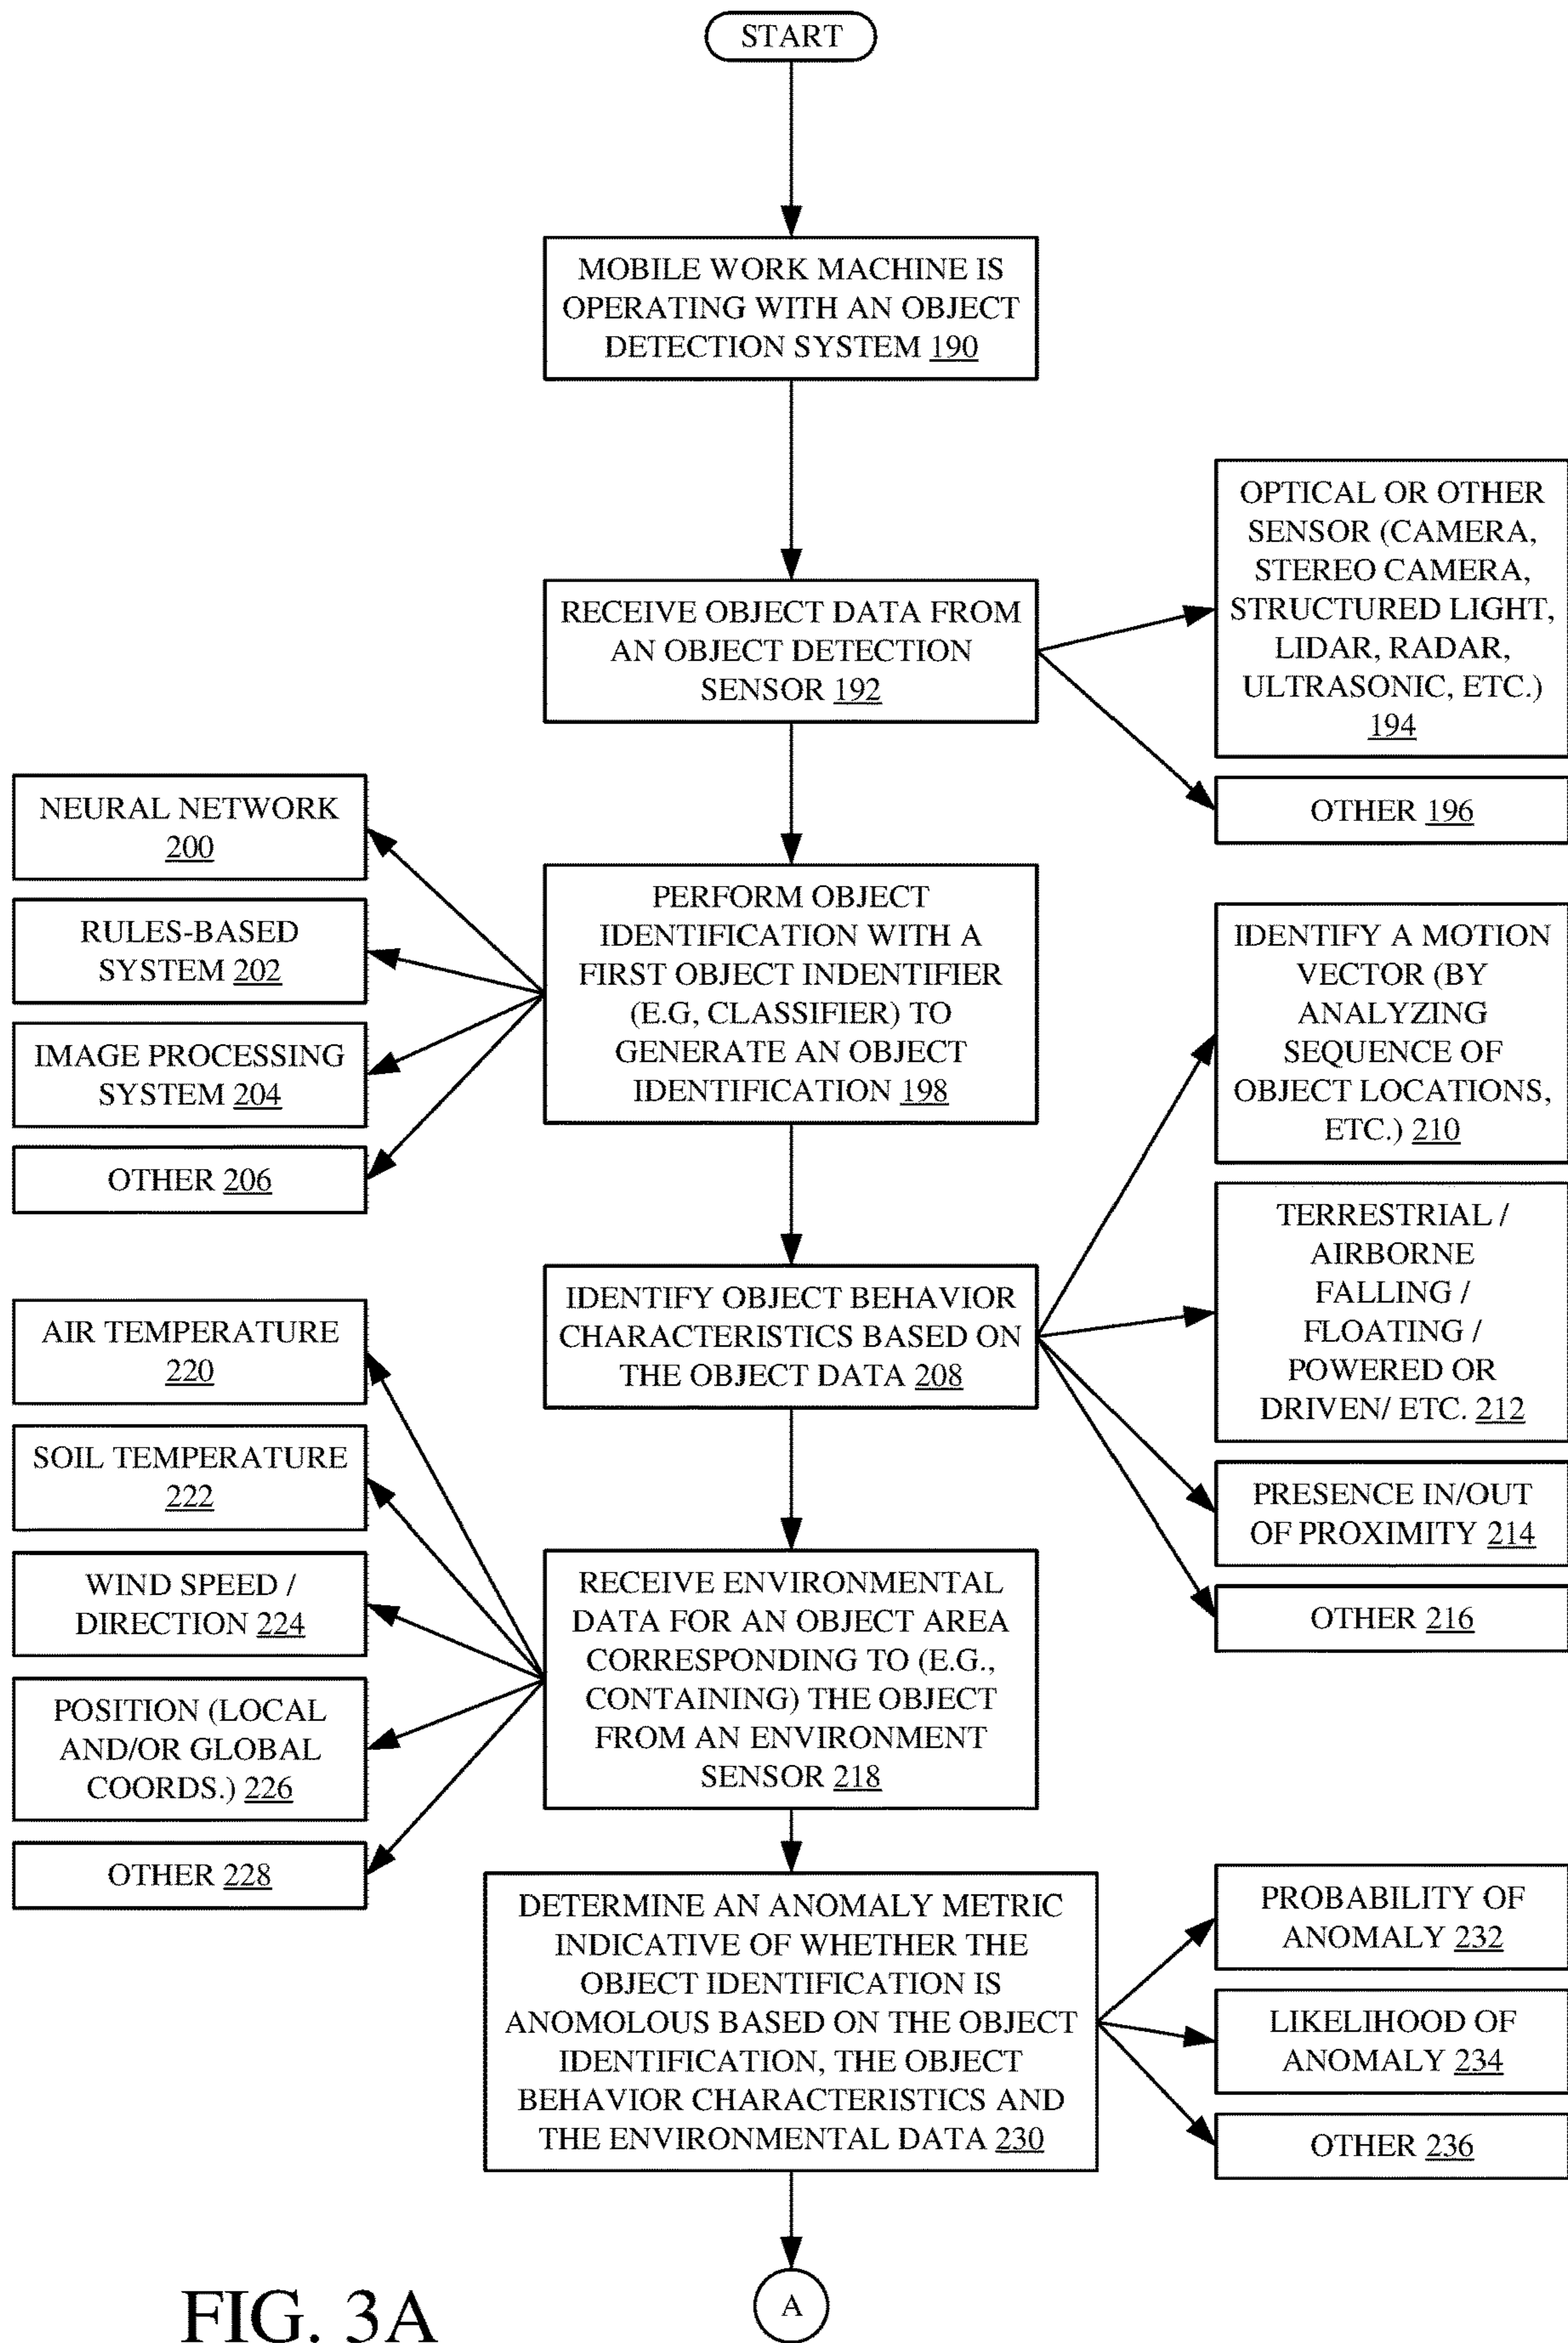 START
MOBILE WORK MACHINE IS
OPERATING WITH AN OBJECT
DETECTION SYSTEM 190
RECEIVE OBJECT DATA FROM
AN OBJECT DETECTION
SENSOR 192
OPTICAL OR OTHER
SENSOR (CAMERA,
STEREO CAMERA,
STRUCTURED LIGHT,
LIDAR, RADAR,
ULTRASONIC, ETC.)
194
OTHER 196
PERFORM OBJECT
IDENTIFICATION WITH A
FIRST OBJECT INDENTIFIER
(E.G, CLASSIFIER) TO
GENERATE AN OBJECT
IDENTIFICATION 198
NEURAL NETWORK
200
RULES-BASED
SYSTEM 202
IMAGE PROCESSING
SYSTEM 204
OTHER 206
IDENTIFY OBJECT BEHAVIOR
CHARACTERISTICS BASED ON
THE OBJECT DATA 208
IDENTIFY A MOTION
VECTOR (BY
ANALYZING
SEQUENCE OF
OBJECT LOCATIONS,
ETC.) 210
TERRESTRIAL /
AIRBORNE
FALLING /
FLOATING /
POWERED OR
DRIVEN/ ETC. 212
PRESENCE IN/OUT
OF PROXIMITY 214
OTHER 216
RECEIVE ENVIRONMENTAL
DATA FOR AN OBJECT AREA
CORRESPONDING TO (E.G.,
CONTAINING) THE OBJECT
FROM AN ENVIRONMENT
SENSOR 218
AIR TEMPERATURE
220
SOIL TEMPERATURE
222
WIND SPEED /
DIRECTION 224
POSITION (LOCAL
AND/OR GLOBAL
COORDS.) 226
OTHER 228
DETERMINE AN ANOMALY METRIC
INDICATIVE OF WHETHER THE
OBJECT IDENTIFICATION IS
ANOMOLOUS BASED ON THE OBJECT
IDENTIFICATION, THE OBJECT
BEHAVIOR CHARACTERISTICS AND
THE ENVIRONMENTAL DATA 230
PROBABILITY OF
ANOMALY 232
LIKELIHOOD OF
ANOMALY 234
OTHER 236
A
FIG. 3A